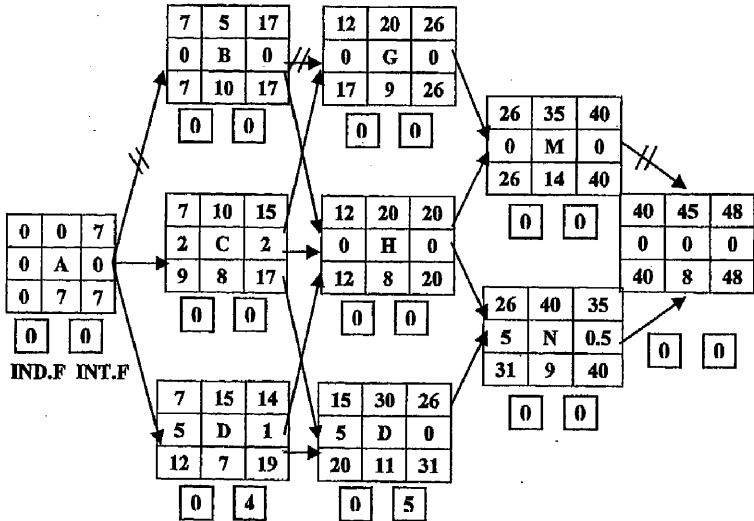 7 5 17
0 B 0
7 10 17
0 0
12 20 26
0 G 0
17 9 26
0 0
26 35 40
0 M 0
26 14 40
0 0
7 10 15
2 C 2
9 8 17
0 0
12 20 20
0 H 0
12 8 20
0 0
0 0 7
0 A 0
0 7 7
0 0
IND.F INT.F
40 45 48
0 0 0
40 8 48
0 0
26 40 35
5 N 0.5
31 9 40
0 0
7 15 14
5 D 1
12 7 19
0 4
15 30 26
5 D 0
20 11 31
0 5